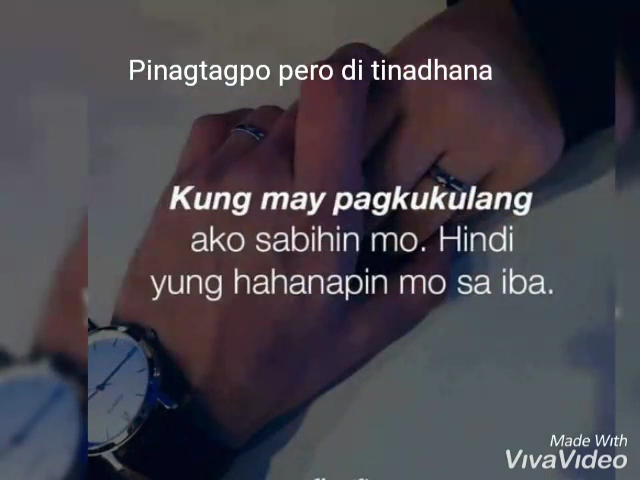 Pinagtagpo pero di tinadhana
Kung may pagkukulang
ako sabihin mo. Hindi
yung hahanapin mo sa iba.
Made With
VivaVideo